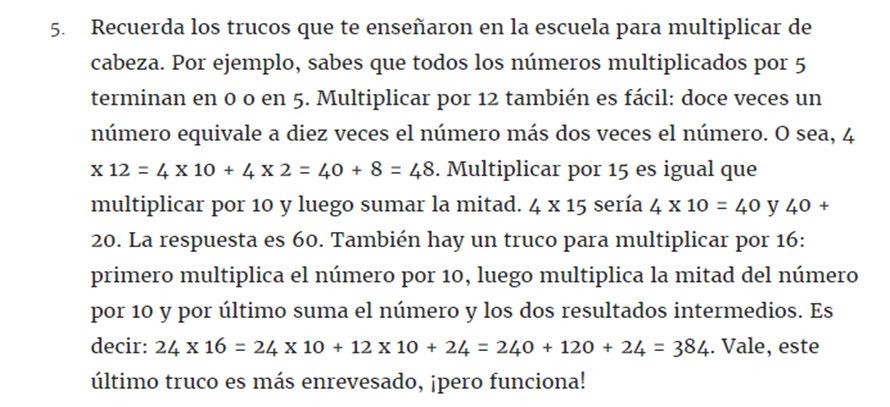 5. Recuerda los trucos que te enseñaron en la escuela para multiplicar de
cabeza. Por ejemplo, sabes que todos los números multiplicados por 5
terminan en 0 o en 5. Multiplicar por 12 también es fácil: doce veces un
número equivale a diez veces el número más dos veces el número. O sea, 4
x 12 = 4 x 10 + 4 x 2 = 40 + 8 = 48. Multiplicar por 15 es igual que
multiplicar por 10 y luego sumar la mitad. 4 x 15 sería 4 x 10 = 40 y 40 +
20. La respuesta es 60. También hay un truco para multiplicar por 16:
primero multiplica el número por 10, luego multiplica la mitad del número
por 10 y por último suma el número y los dos resultados intermedios. Es
decir: 24 x 16 = 24 x 10 + 12 x 10 + 24 = 240 + 120 + 24 = 384. Vale, este
último truco es más enrevesado, ¡pero funciona!